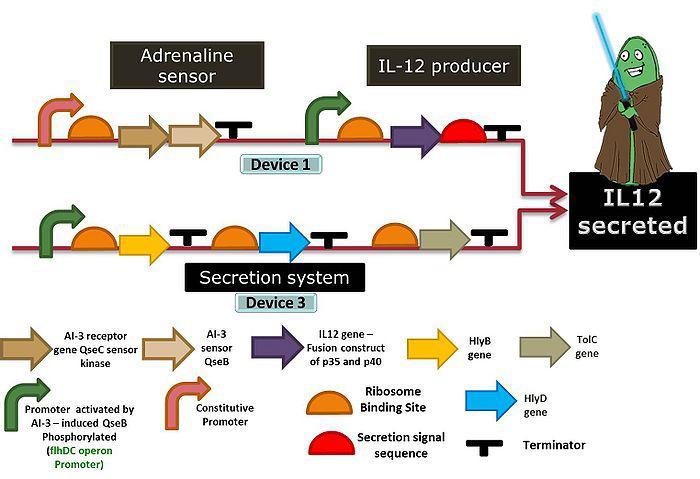 Adrenaline
sensor
IL-12 producer
Device 1
IL12
secreted
Secretion system
Device 3
AI-3 receptor
gene QseC sensor
kinase
AI-3
sensor
QseB
IL12 gene –
Fusion construct
of p35 and p40
HlyB
gene
TolC
gene
Promoter activated by
AI-3 – induced QseB
Phosphorylated
(flhDC operon
Promoter)
Constitutive
Promoter
Ribosome
Binding Site
HlyD
gene
Secretion signal
sequence
Terminator